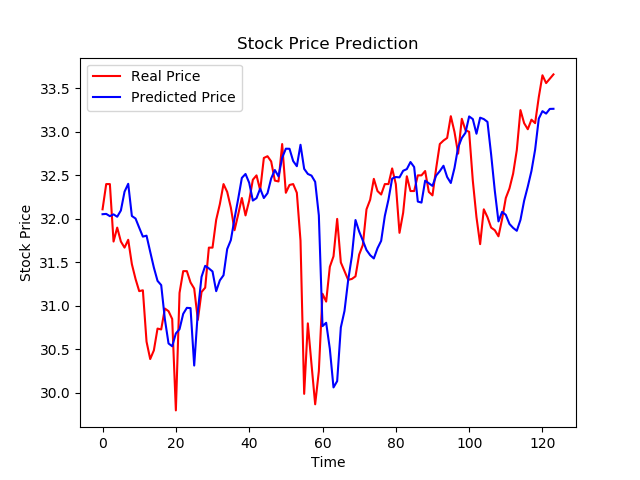 Stock Price Prediction
Real Price
Predicted Price
Stock Price
33.5
33.0
32.5
32.0
31.5
31.0
30.5
30.0
0 20 40 60 80 100 120
Time